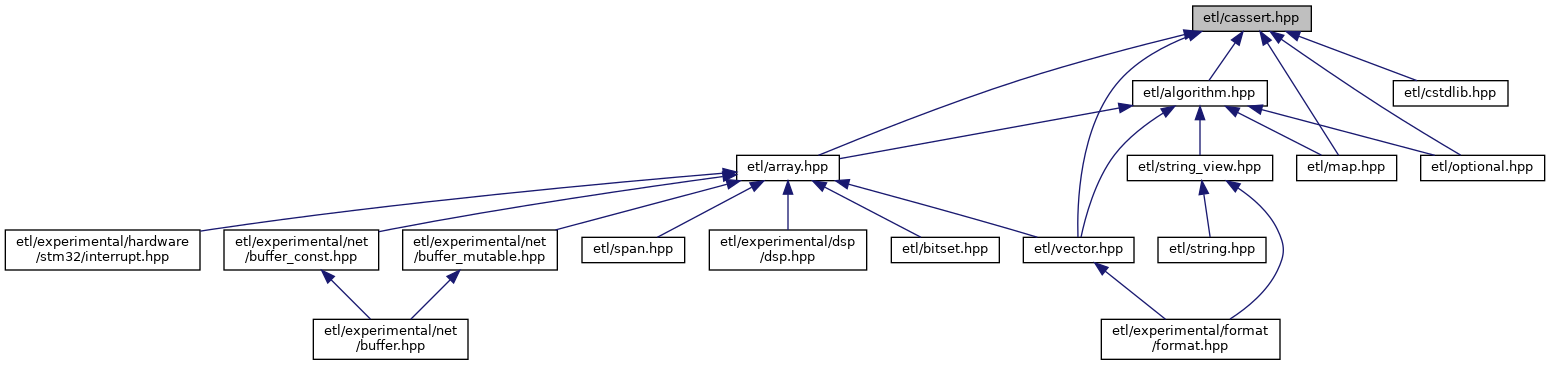 etl/cassert.hpp
etl/algorithm.hpp
etl/cstdlib.hpp
etl/array.hpp
etl/string_view.hpp
etl/map.hpp
etl/optional.hpp
etl/experimental/hardware
/stm32/interrupt.hpp
etl/experimental/net
/buffer_const.hpp
etl/experimental/net
/buffer_mutable.hpp
etl/span.hpp
etl/experimental/dsp
/dsp.hpp
etl/bitset.hpp
etl/vector.hpp
etl/string.hpp
etl/experimental/net
/buffer.hpp
etl/experimental/format
/format.hpp